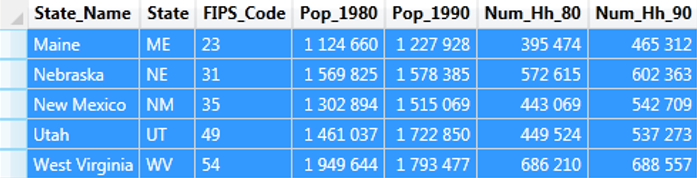 State_Name State FIPS_Code Pop_1980 Pop_1990 Num_Hh_80 Num_Hh_90
Maine ME 23 1 124 660 1 227 928 395 474 465 312
Nebraska NE 31 1 569 825 1 578 385 572 615 602 363
New Mexico NM 35 1 302 894 1 515 069 443 069 542 709
Utah UT 49 1 461 037 1 722 850 449 524 537 273
West Virginia WV 54 1 949 644 1 793 477 686 210 688 557